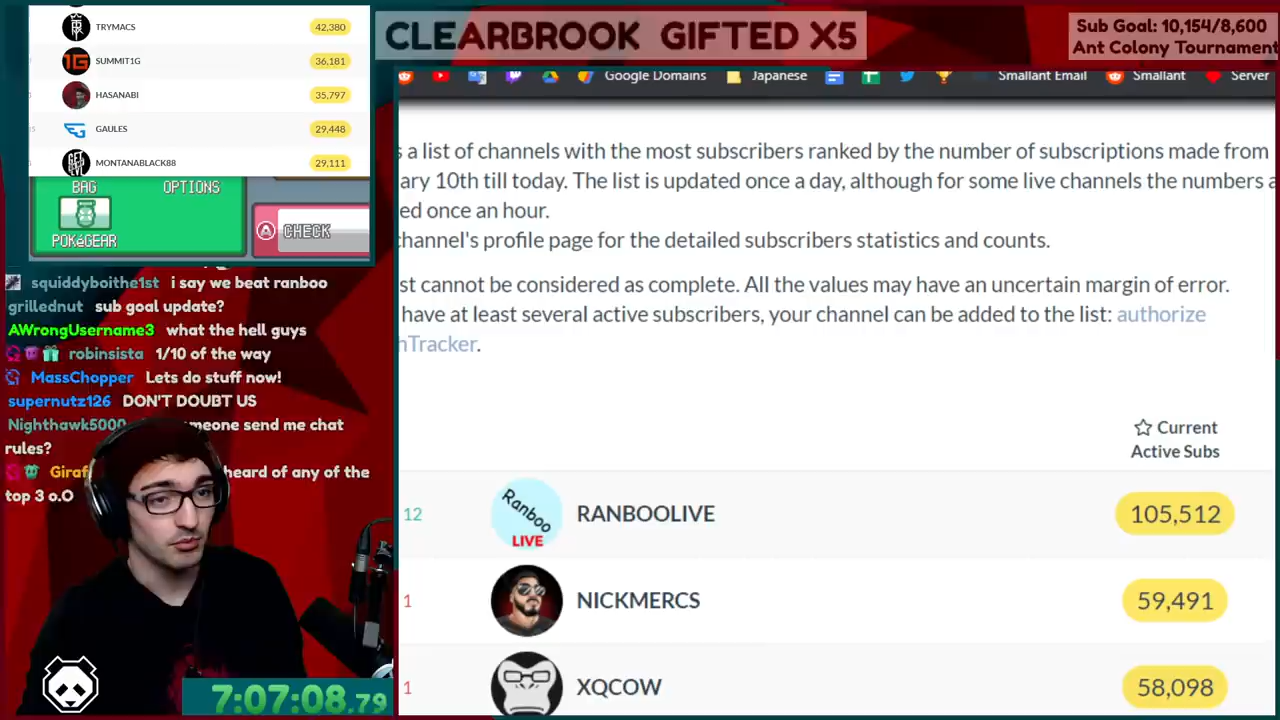 TRYMACS 42,380
SUMMIT1G 36,181
HASANABI 35,797
GAULES 29,448
MONTANABLACK88 29,111
BAG OPTIONS
POKéGEAR
CHECK
CLEARBROOK GIFTED X5
Sub Goal: 10,154/8,600
Ant Colony Tournament
Google Domains Japanese Smallant Email Smallant Server
s a list of channels with the most subscribers ranked by the number of subscriptions made from
ary 10th till today. The list is updated once a day, although for some live channels the numbers a
ed once an hour.
channel's profile page for the detailed subscribers statistics and counts.
st cannot be considered as complete. All the values may have an uncertain margin of error.
have at least several active subscribers, your channel can be added to the list: authorize
nTracker.
Current
Active Subs
12 Ranboo LIVE RANBOOLIVE 105,512
1 NICKMERCS 59,491
1 XQCOW 58,098
squiddyboithe1st i say we beat ranboo
grillednut sub goal update?
AWrongUsername3 what the hell guys
robinsista 1/10 of the way
MassChopper Lets do stuff now!
supernutz126 DON'T DOUBT US
Nighthawk5000 meone send me chat
rules?
Giraf heard of any of the
top 3 o.O
7:07:08.79